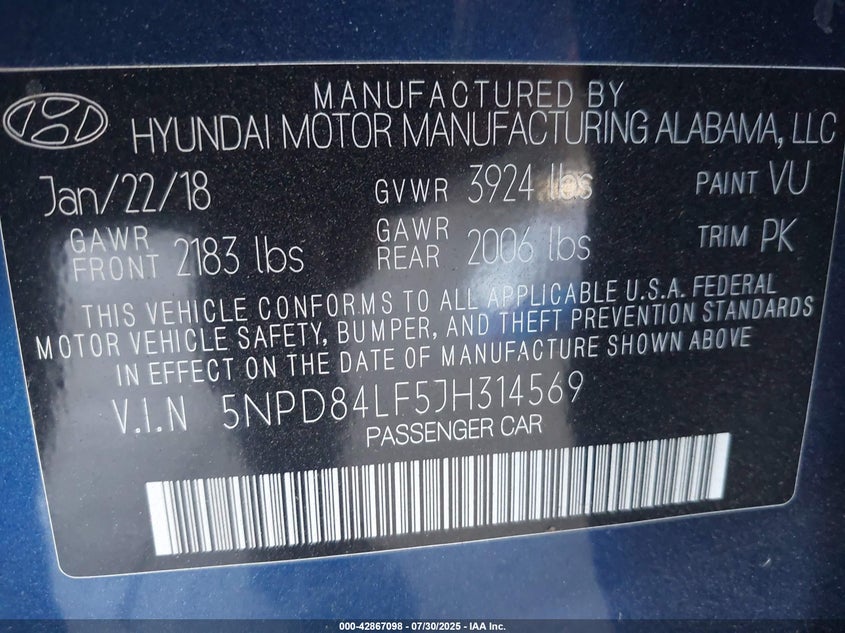 MANUFACTURED BY
HYUNDAI MOTOR MANUFACTURING ALABAMA, LLC
Jan/22/18 GVWR 3924 lbs PAINT VU
GAWR FRONT 2183 lbs GAWR REAR 2006 lbs TRIM PK
THIS VEHICLE CONFORMS TO ALL APPLICABLE U.S.A. FEDERAL
MOTOR VEHICLE SAFETY, BUMPER, AND THEFT PREVENTION STANDARDS
IN EFFECT ON THE DATE OF MANUFACTURE SHOWN ABOVE
V.I.N 5NPD84LF5JH314569
PASSENGER CAR
000-42867098 - 07/30/2025 - IAA Inc.